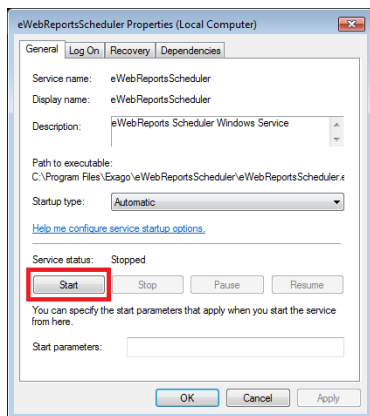 eWebReportsScheduler Properties (Local Computer)
General Log On Recovery Dependencies
Service name: eWebReportsScheduler
Display name: eWebReportsScheduler
Description: eWebReports Scheduler Windows Service
Path to executable:
C:\Program Files\Exago\eWebReportsScheduler\eWebReportsScheduler.e
Startup type: Automatic
Help me configure service startup options.
Service status: Stopped
Start Stop Pause Resume
You can specify the start parameters that apply when you start the service
from here.
Start parameters:
OK Cancel Apply